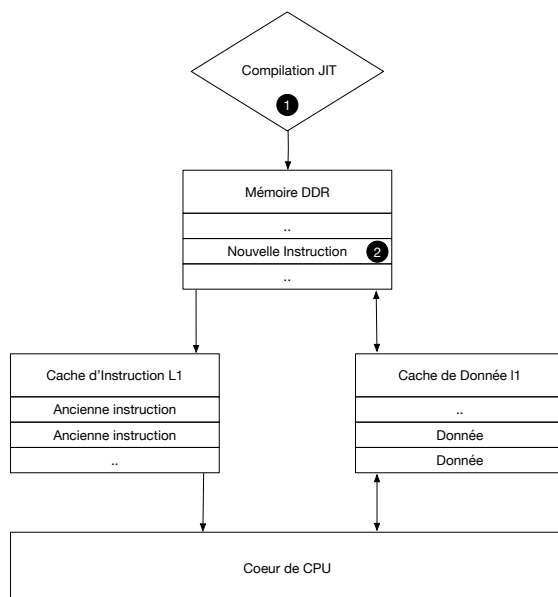 Compilation JIT
1
Mémoire DDR
..
Nouvelle Instruction 2
..
Cache d'Instruction L1
Ancienne instruction
Ancienne instruction
..
Cache de Donnée l1
..
Donnée
Donnée
Coeur de CPU